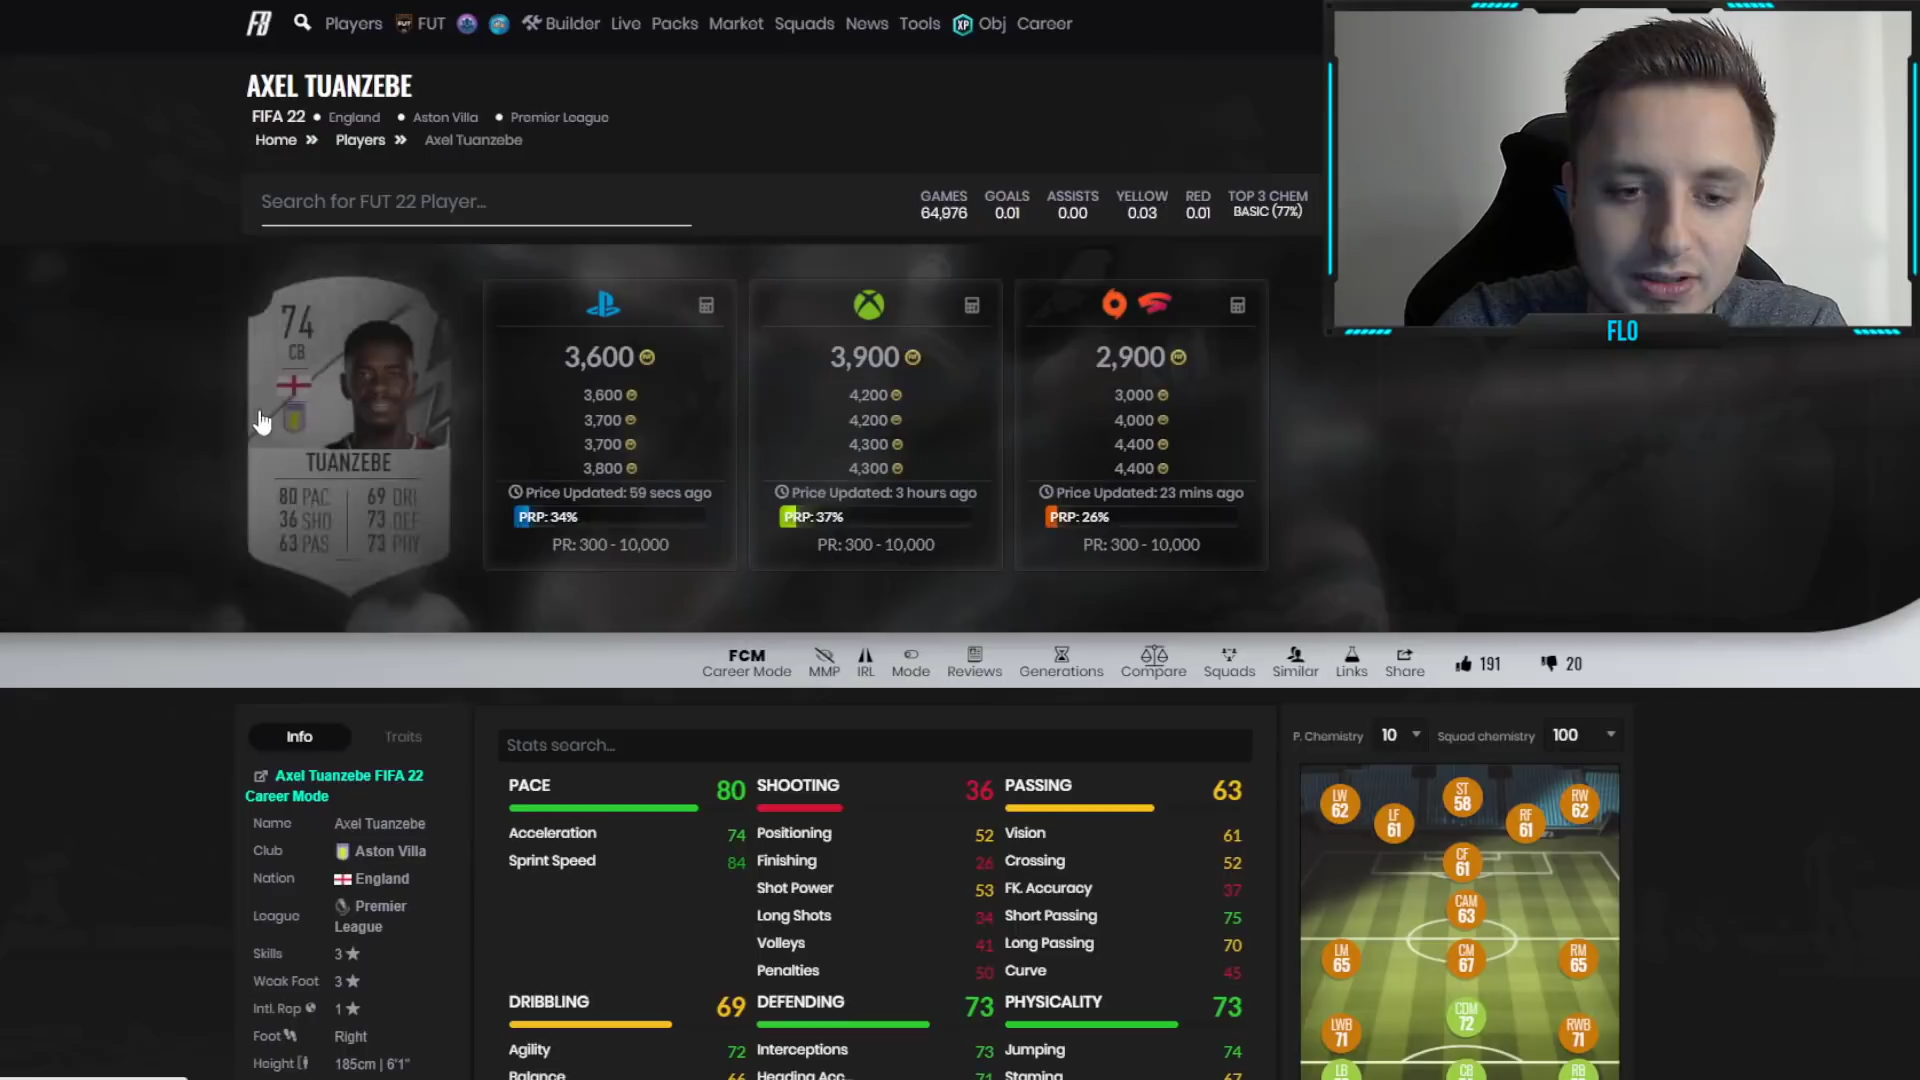 FB Players FUT Builder Live Packs Market Squads News Tools XP Obj Career
AXEL TUANZEBE
FIFA 22 • England • Aston Villa • Premier League
Home » Players » Axel Tuanzebe
Search for FUT 22 Player...
GAMES GOALS ASSISTS YELLOW RED TOP 3 CHEM
64,976 0.01 0.00 0.03 0.01 BASIC (77%)
FLO
74
CB
TUANZEBE
80 PAC 69 DRI
36 SHO 73 DEF
63 PAS 73 PHY
3,600
3,600
3,700
3,700
3,800
Price Updated: 59 secs ago
PRP: 34%
PR: 300 - 10,000
3,900
4,200
4,200
4,300
4,300
Price Updated: 3 hours ago
PRP: 37%
PR: 300 - 10,000
2,900
3,000
4,000
4,400
4,400
Price Updated: 23 mins ago
PRP: 26%
PR: 300 - 10,000
FCM
Career Mode MMP IRL Mode Reviews Generations Compare Squads Similar Links Share 191 20
Info Traits
Axel Tuanzebe FIFA 22
Career Mode
Name Axel Tuanzebe
Club Aston Villa
Nation England
League Premier
League
Skills 3
Weak Foot 3
Intl. Rep 1
Foot Right
Height 185cm | 6'1"
Stats search...
PACE 80
Acceleration 74
Sprint Speed 84
SHOOTING 36
Positioning 52
Finishing 26
Shot Power 53
Long Shots 34
Volleys 41
Penalties 50
PASSING 63
Vision 61
Crossing 52
FK. Accuracy 37
Short Passing 75
Long Passing 70
Curve 45
DRIBBLING 69
Agility 72
Balance 66
DEFENDING 73
Interceptions 73
Heading Acc. 71
PHYSICALITY 73
Jumping 74
Stamina 67
P. Chemistry 10 Squad chemistry 100
LW
62
LF
61
ST
58
RF
61
RW
62
CF
61
CAM
63
LM
65
CM
67
RM
65
CDM
72
LWB
71
RWB
71
LB
CB
RB